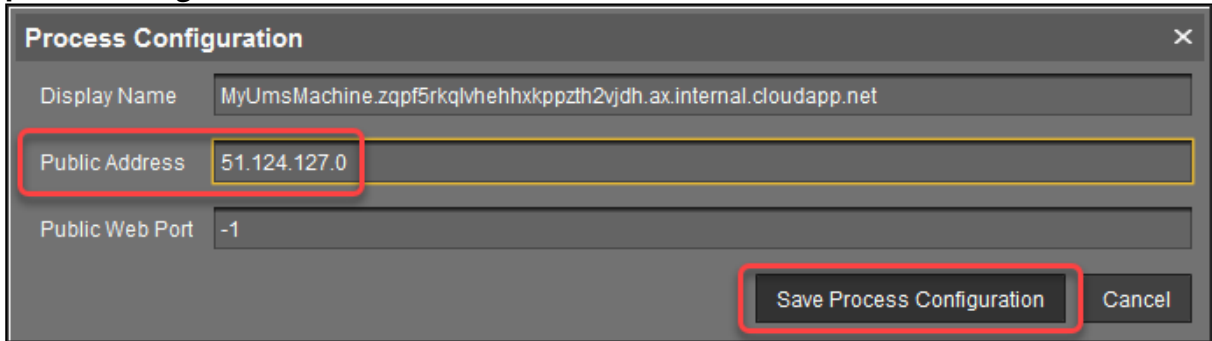 Process Configuration ×
Display Name MyUmsMachine.zqpf5rkqlvhehhxkppzth2vjdh.ax.internal.cloudapp.net
Public Address 51.124.127.0
Public Web Port -1
Save Process Configuration Cancel